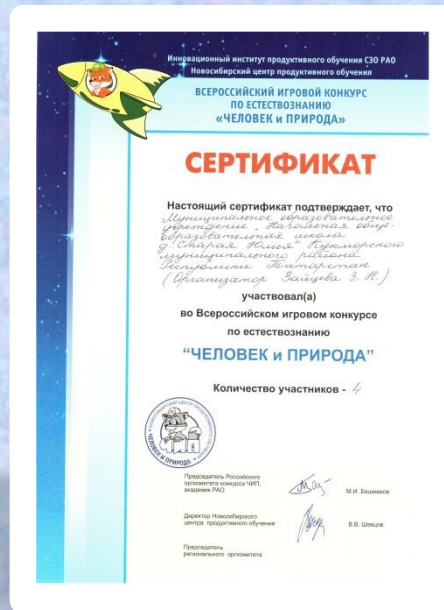 Инновационный институт продуктивного обучения СЗО РАО
Новосибирский центр продуктивного обучения
ВСЕРОССИЙСКИЙ ИГРОВОЙ КОНКУРС
ПО ЕСТЕСТВОЗНАНИЮ
«ЧЕЛОВЕК и ПРИРОДА»
СЕРТИФИКАТ
Настоящий сертификат подтверждает, что
Муниципальное образовательное
учреждение „Начальная обще-
образовательная школа
д. Старая Юмья" Кукморского
муниципального района
Республики Татарстан
(Организатор Зайцева З. Н.)
участвовал(а)
во Всероссийском игровом конкурсе
по естествознанию
“ЧЕЛОВЕК и ПРИРОДА”
Количество участников - 4
ЧЕЛОВЕК И ПРИРОДА
ЧИП
Председатель Российского
оргкомитета конкурса ЧИП,
академик РАО
М.И. Башмаков
Директор Новосибирского
центра продуктивного обучения
В.В. Шевцов
Председатель
регионального оргкомитета